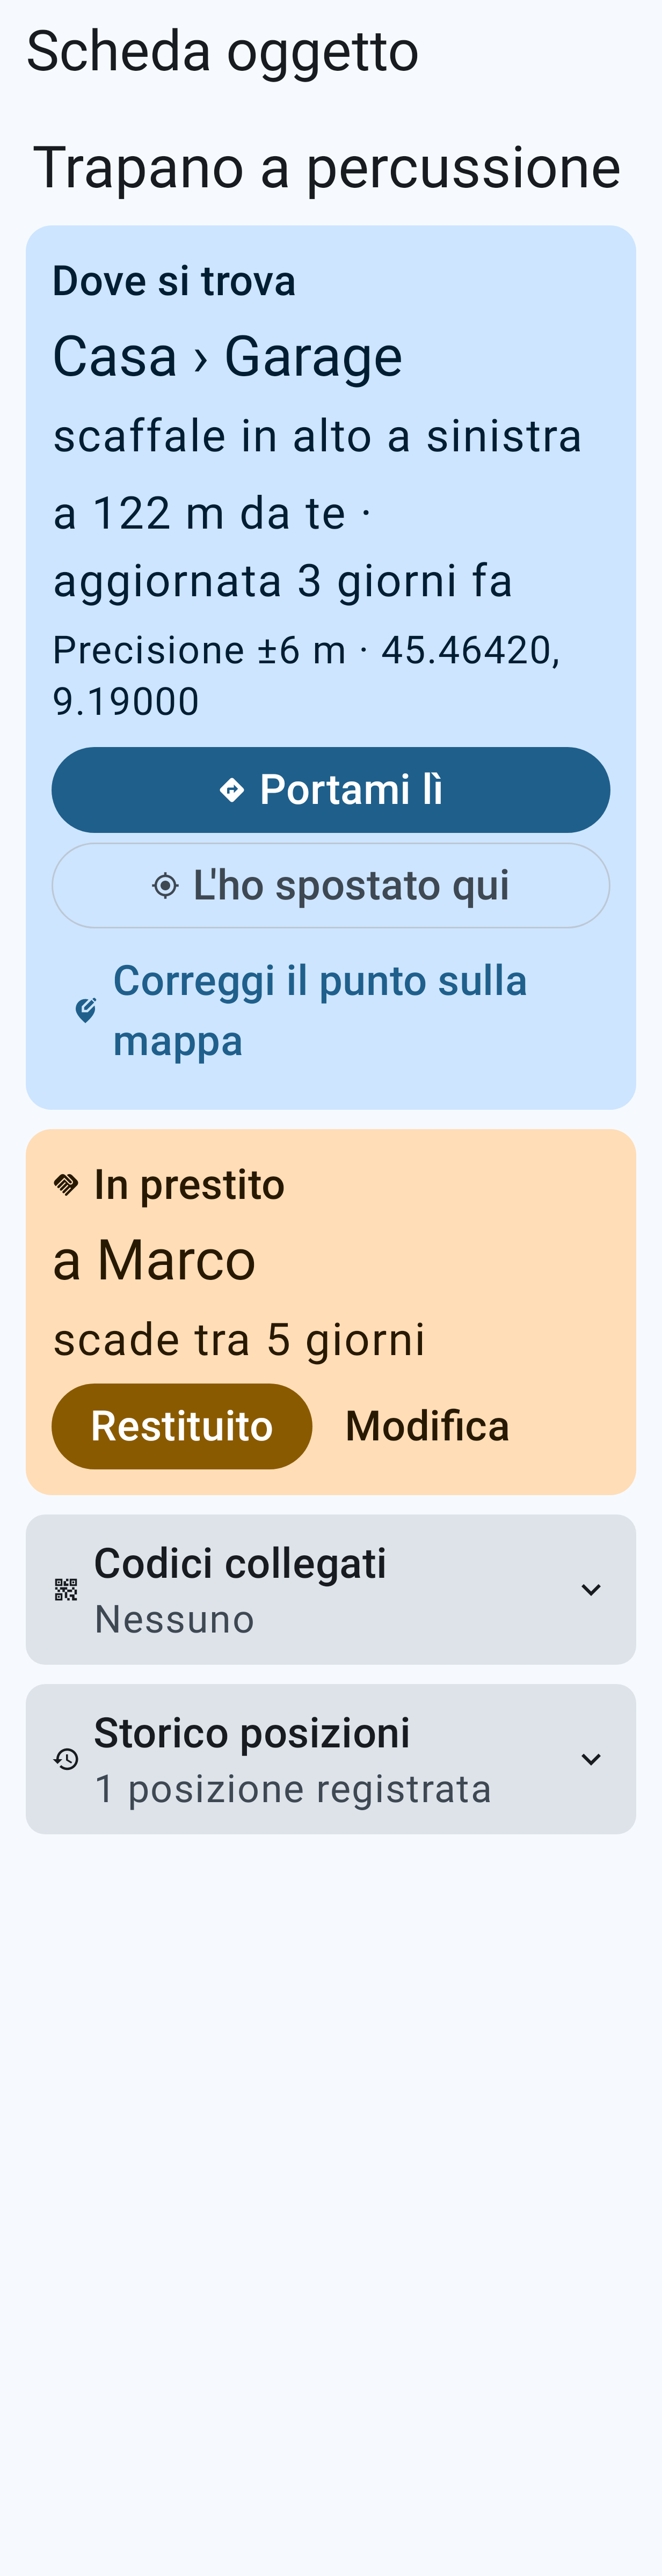 Scheda oggetto
Trapano a percussione
Dove si trova
Casa › Garage
scaffale in alto a sinistra
a 122 m da te ·
aggiornata 3 giorni fa
Precisione ±6 m · 45.46420,
9.19000
Portami lì
L'ho spostato qui
Correggi il punto sulla
mappa
In prestito
a Marco
scade tra 5 giorni
Restituito
Modifica
Codici collegati
Nessuno
Storico posizioni
1 posizione registrata